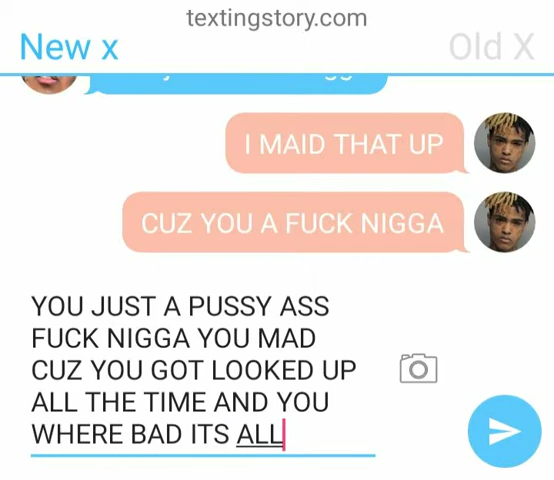 textingstory.com
New x
Old X
I MAID THAT UP
CUZ YOU A FUCK NIGGA
YOU JUST A PUSSY ASS
FUCK NIGGA YOU MAD
CUZ YOU GOT LOOKED UP
ALL THE TIME AND YOU
WHERE BAD ITS ALL